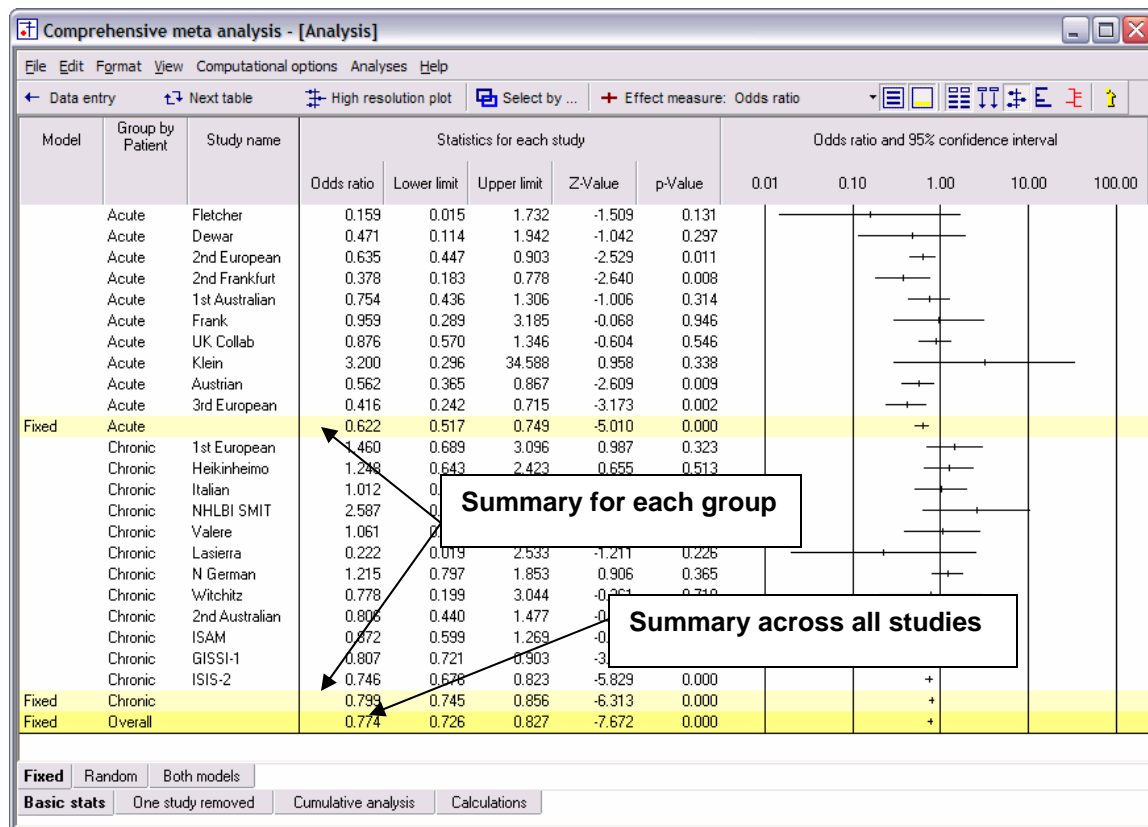 Comprehensive meta analysis - [Analysis]
File Edit Format View Computational options Analyses Help
← Data entry Next table High resolution plot Select by ... Effect measure: Odds ratio
Model Group by Patient Study name Statistics for each study Odds ratio and 95% confidence interval
Odds ratio Lower limit Upper limit Z-Value p-Value 0.01 0.10 1.00 10.00 100.00
Acute Fletcher 0.159 0.015 1.732 -1.509 0.131
Acute Dewar 0.471 0.114 1.942 -1.042 0.297
Acute 2nd European 0.635 0.447 0.903 -2.529 0.011
Acute 2nd Frankfurt 0.378 0.183 0.778 -2.640 0.008
Acute 1st Australian 0.754 0.436 1.306 -1.006 0.314
Acute Frank 0.959 0.289 3.185 -0.068 0.946
Acute UK Collab 0.876 0.570 1.346 -0.604 0.546
Acute Klein 3.200 0.296 34.588 0.958 0.338
Acute Austrian 0.562 0.365 0.867 -2.609 0.009
Acute 3rd European 0.416 0.242 0.715 -3.173 0.002
Fixed Acute 0.622 0.517 0.749 -5.010 0.000
Chronic 1st European 1.460 0.689 3.096 0.987 0.323
Chronic Heikinheimo 1.248 0.643 2.423 0.655 0.513
Chronic Italian 1.012
Chronic NHLBI SMIT 2.587
Summary for each group
Chronic Valere 1.061
Chronic Lasierra 0.222 0.019 2.533 -1.211 0.226
Chronic N German 1.215 0.797 1.853 0.906 0.365
Chronic Witchitz 0.778 0.199 3.044
Chronic 2nd Australian 0.806 0.440 1.477
Summary across all studies
Chronic ISAM 0.872 0.599 1.269
Chronic GISSI-1 0.807 0.721 0.903
Chronic ISIS-2 0.746 0.676 0.823 -5.829 0.000
Fixed Chronic 0.799 0.745 0.856 -6.313 0.000
Fixed Overall 0.774 0.726 0.827 -7.672 0.000
Fixed Random Both models
Basic stats One study removed Cumulative analysis Calculations